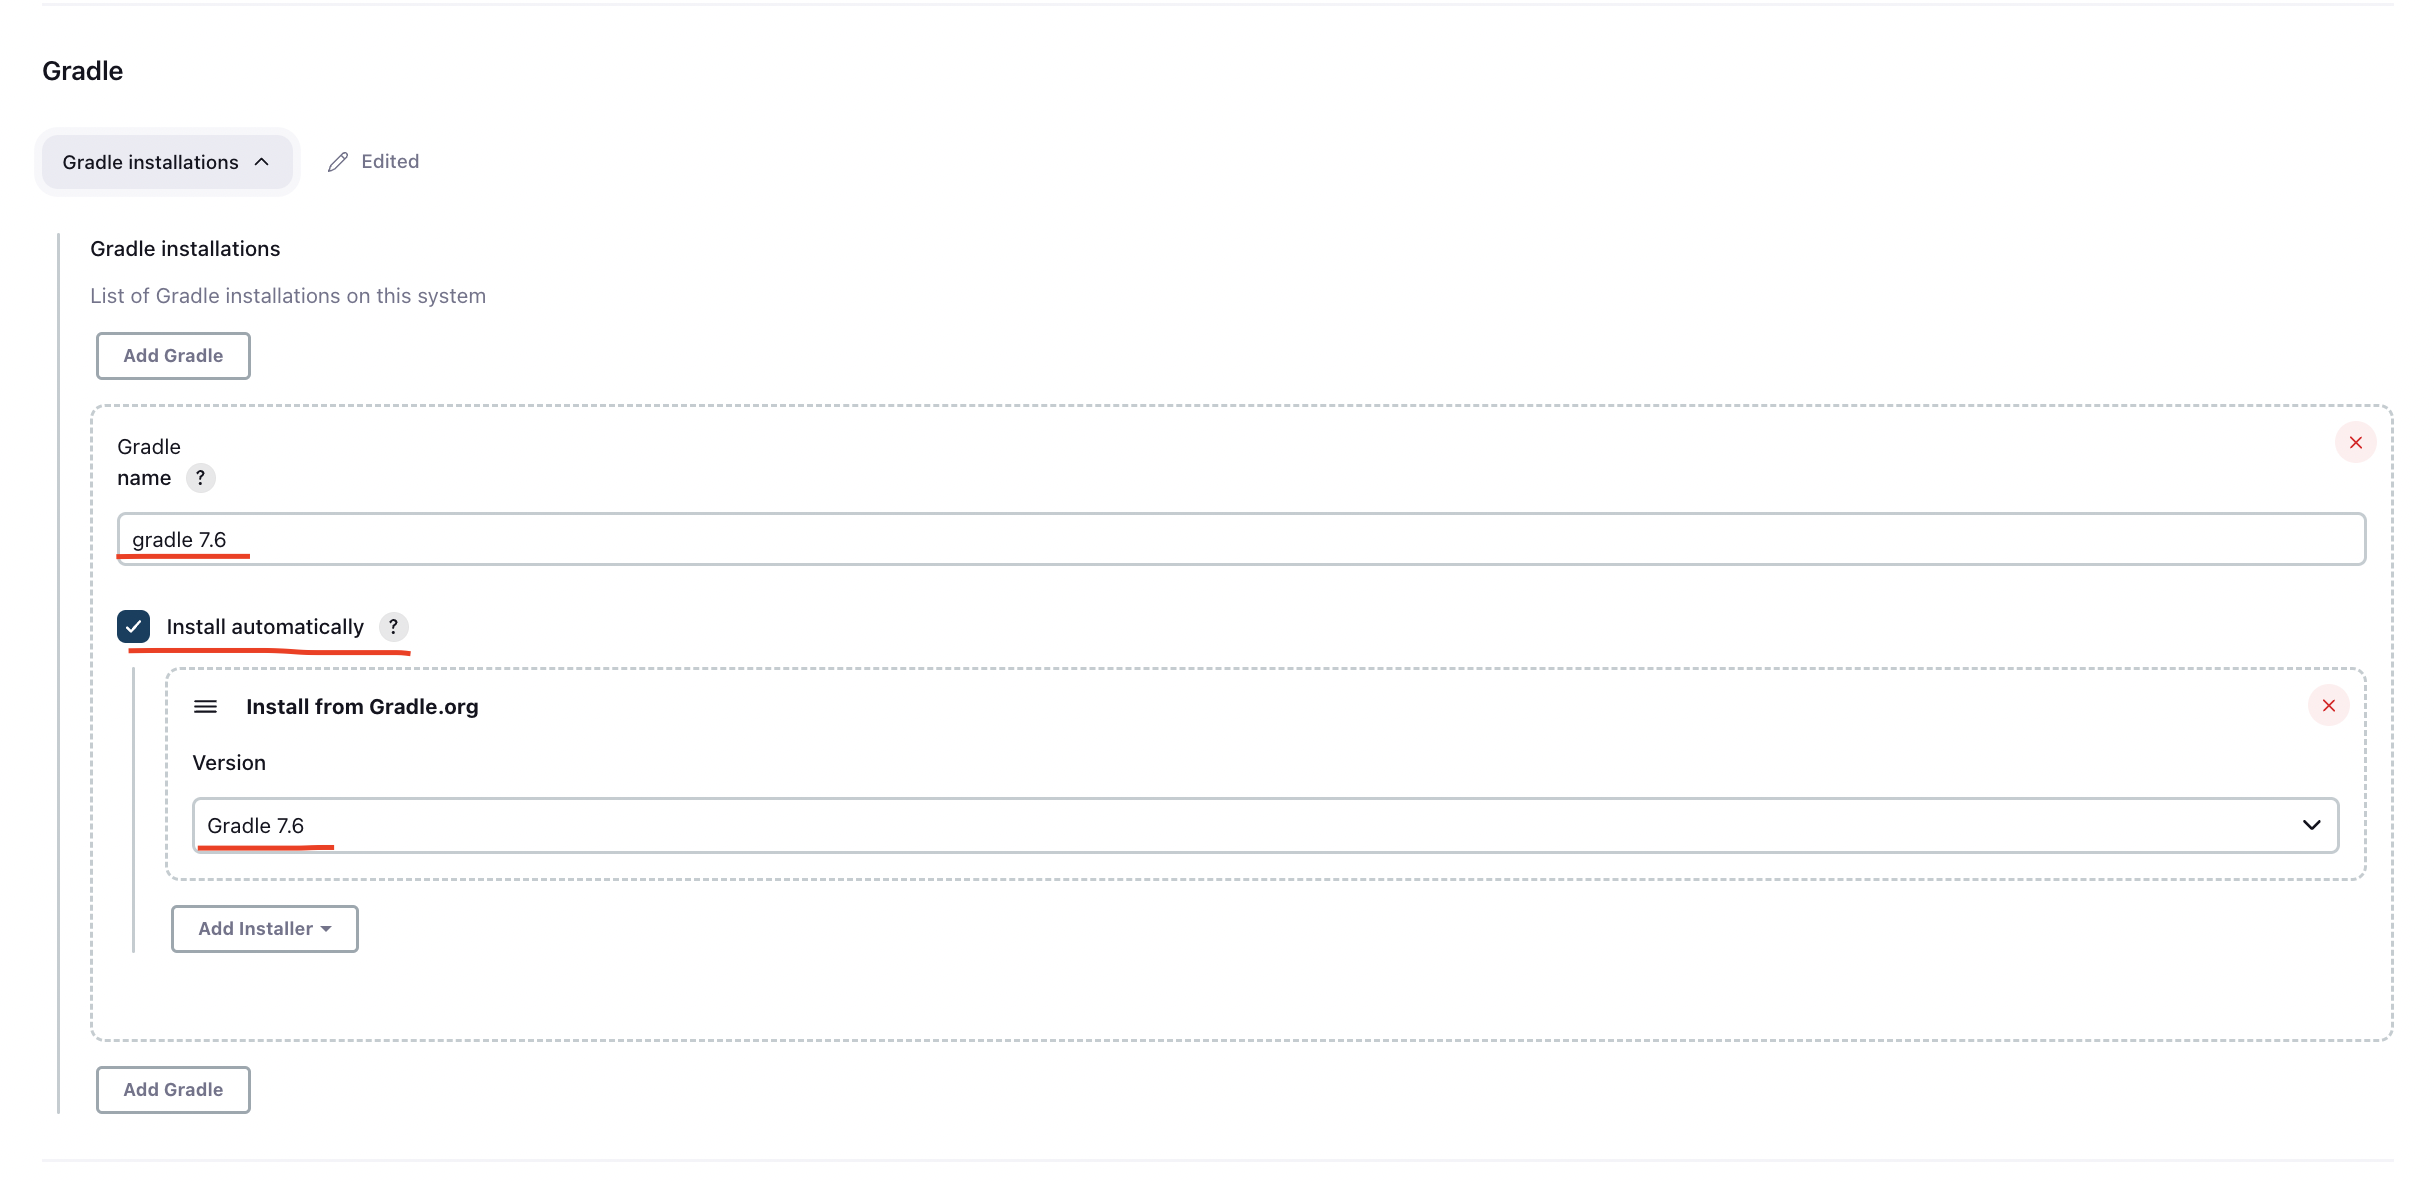 Gradle
Gradle installations
Edited
Gradle installations
List of Gradle installations on this system
Add Gradle
Gradle
name ?
gradle 7.6
Install automatically ?
Install from Gradle.org
Version
Gradle 7.6
Add Installer
Add Gradle